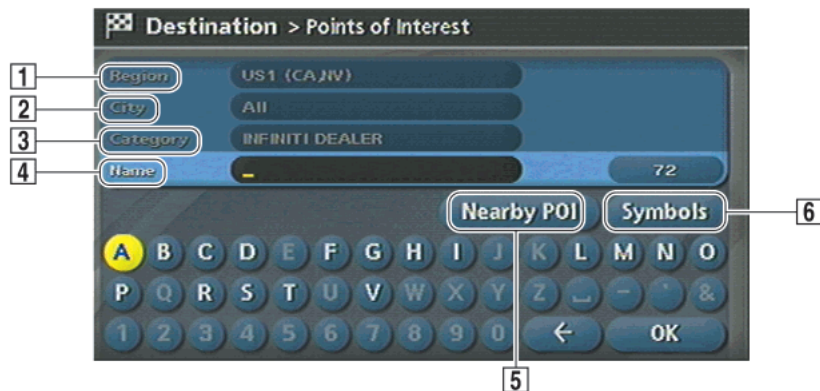 Destination > Points of Interest
1 Region US1 (CA,NV)
2 City All
3 Category INFINITI DEALER
4 Name _ 72
Nearby POI Symbols 6
A B C D E F G H I J K L M N O
P Q R S T U V W X Y Z ␣ - ' &
1 2 3 4 5 6 7 8 9 0 ← OK
5